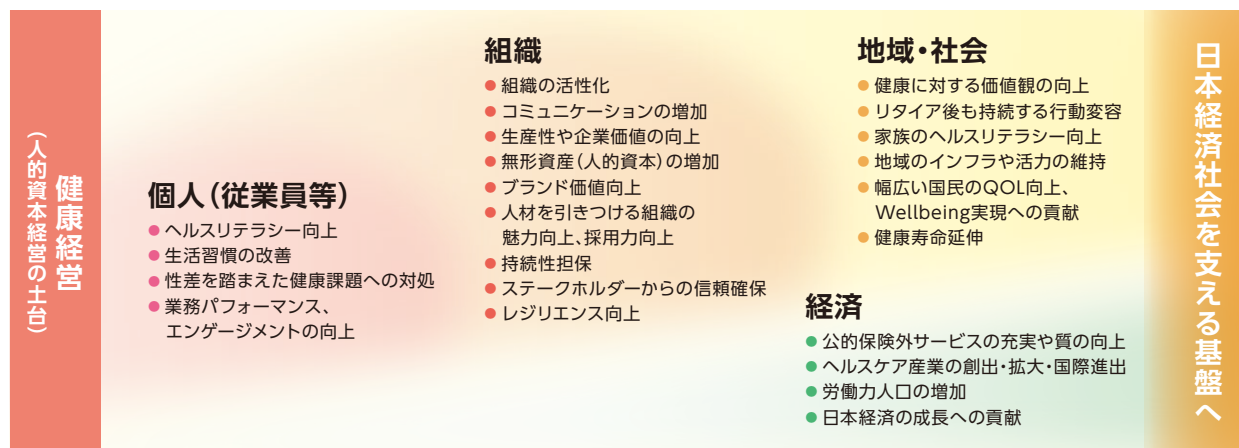 健康経営
（人的資本経営の土台）
個人（従業員等）
●ヘルスリテラシー向上
●生活習慣の改善
●性差を踏まえた健康課題への対処
●業務パフォーマンス、
エンゲージメントの向上
組織
●組織の活性化
●コミュニケーションの増加
●生産性や企業価値の向上
●無形資産（人的資本）の増加
●ブランド価値向上
●人材を引きつける組織の
魅力向上、採用力向上
●持続性担保
●ステークホルダーからの信頼確保
●レジリエンス向上
地域・社会
●健康に対する価値観の向上
●リタイア後も持続する行動変容
●家族のヘルスリテラシー向上
●地域のインフラや活力の維持
●幅広い国民のQOL向上、
Wellbeing実現への貢献
●健康寿命延伸
経済
●公的保険外サービスの充実や質の向上
●ヘルスケア産業の創出・拡大・国際進出
●労働力人口の増加
●日本経済の成長への貢献
日本経済社会を支える基盤へ